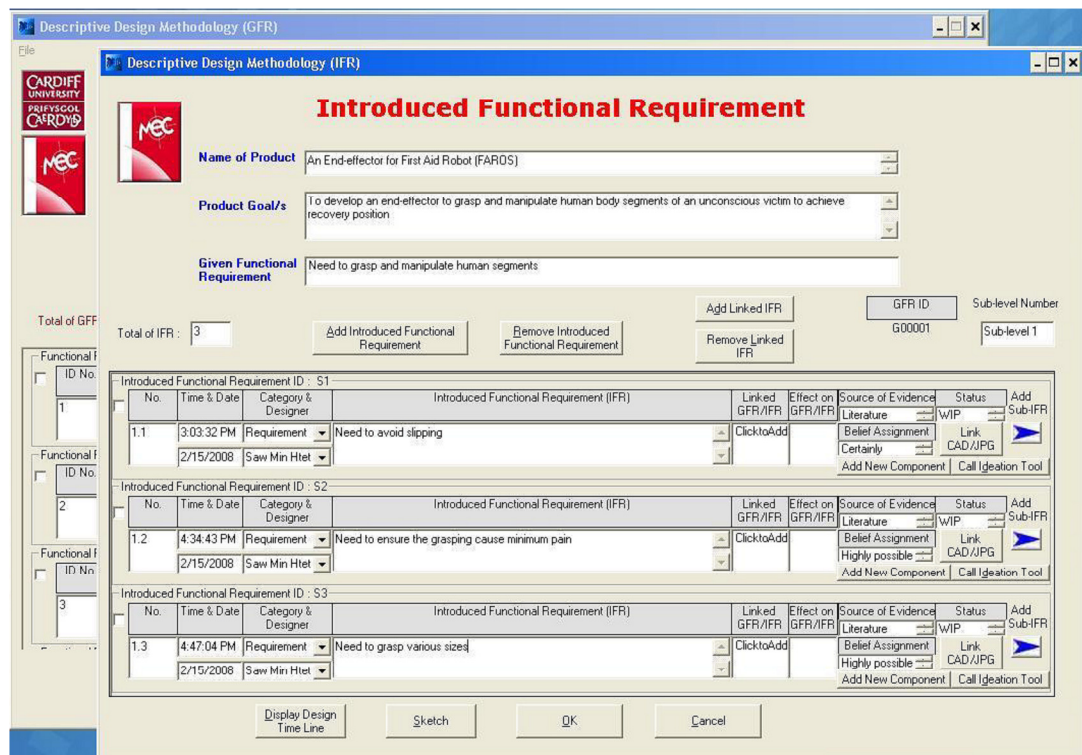 Descriptive Design Methodology (GFR)
File
CARDIFF
UNIVERSITY
PRIFYSGOL
CAERDYDD
MEC
Total of GFR
Functional R
ID No.
1
Functional R
ID No.
2
Functional R
ID No.
3
Descriptive Design Methodology (IFR)
MEC
Introduced Functional Requirement
Name of Product An End-effector for First Aid Robot (FAROS)
Product Goal/s To develop an end-effector to grasp and manipulate human body segments of an unconscious victim to achieve
recovery position
Given Functional Requirement Need to grasp and manipulate human segments
Total of IFR : 3
Add Introduced Functional
Requirement
Remove Introduced
Functional Requirement
Add Linked IFR
Remove Linked
IFR
GFR ID
G00001
Sub-level Number
Sub-level 1
Introduced Functional Requirement ID : S1
No. Time & Date Category & Designer Introduced Functional Requirement (IFR) Linked GFR/IFR Effect on GFR/IFR Source of Evidence Status Add Sub-IFR
Literature WIP
1.1 3:03:32 PM Requirement Need to avoid slipping ClicktoAdd Belief Assignment Link CAD/JPG
2/15/2008 Saw Min Htet Certainly
Add New Component Call Ideation Tool
Introduced Functional Requirement ID : S2
No. Time & Date Category & Designer Introduced Functional Requirement (IFR) Linked GFR/IFR Effect on GFR/IFR Source of Evidence Status Add Sub-IFR
Literature WIP
1.2 4:34:43 PM Requirement Need to ensure the grasping cause minimum pain ClicktoAdd Belief Assignment Link CAD/JPG
2/15/2008 Saw Min Htet Highly possible
Add New Component Call Ideation Tool
Introduced Functional Requirement ID : S3
No. Time & Date Category & Designer Introduced Functional Requirement (IFR) Linked GFR/IFR Effect on GFR/IFR Source of Evidence Status Add Sub-IFR
Literature WIP
1.3 4:47:04 PM Requirement Need to grasp various sizes ClicktoAdd Belief Assignment Link CAD/JPG
2/15/2008 Saw Min Htet Highly possible
Add New Component Call Ideation Tool
Display Design
Time Line
Sketch
OK
Cancel